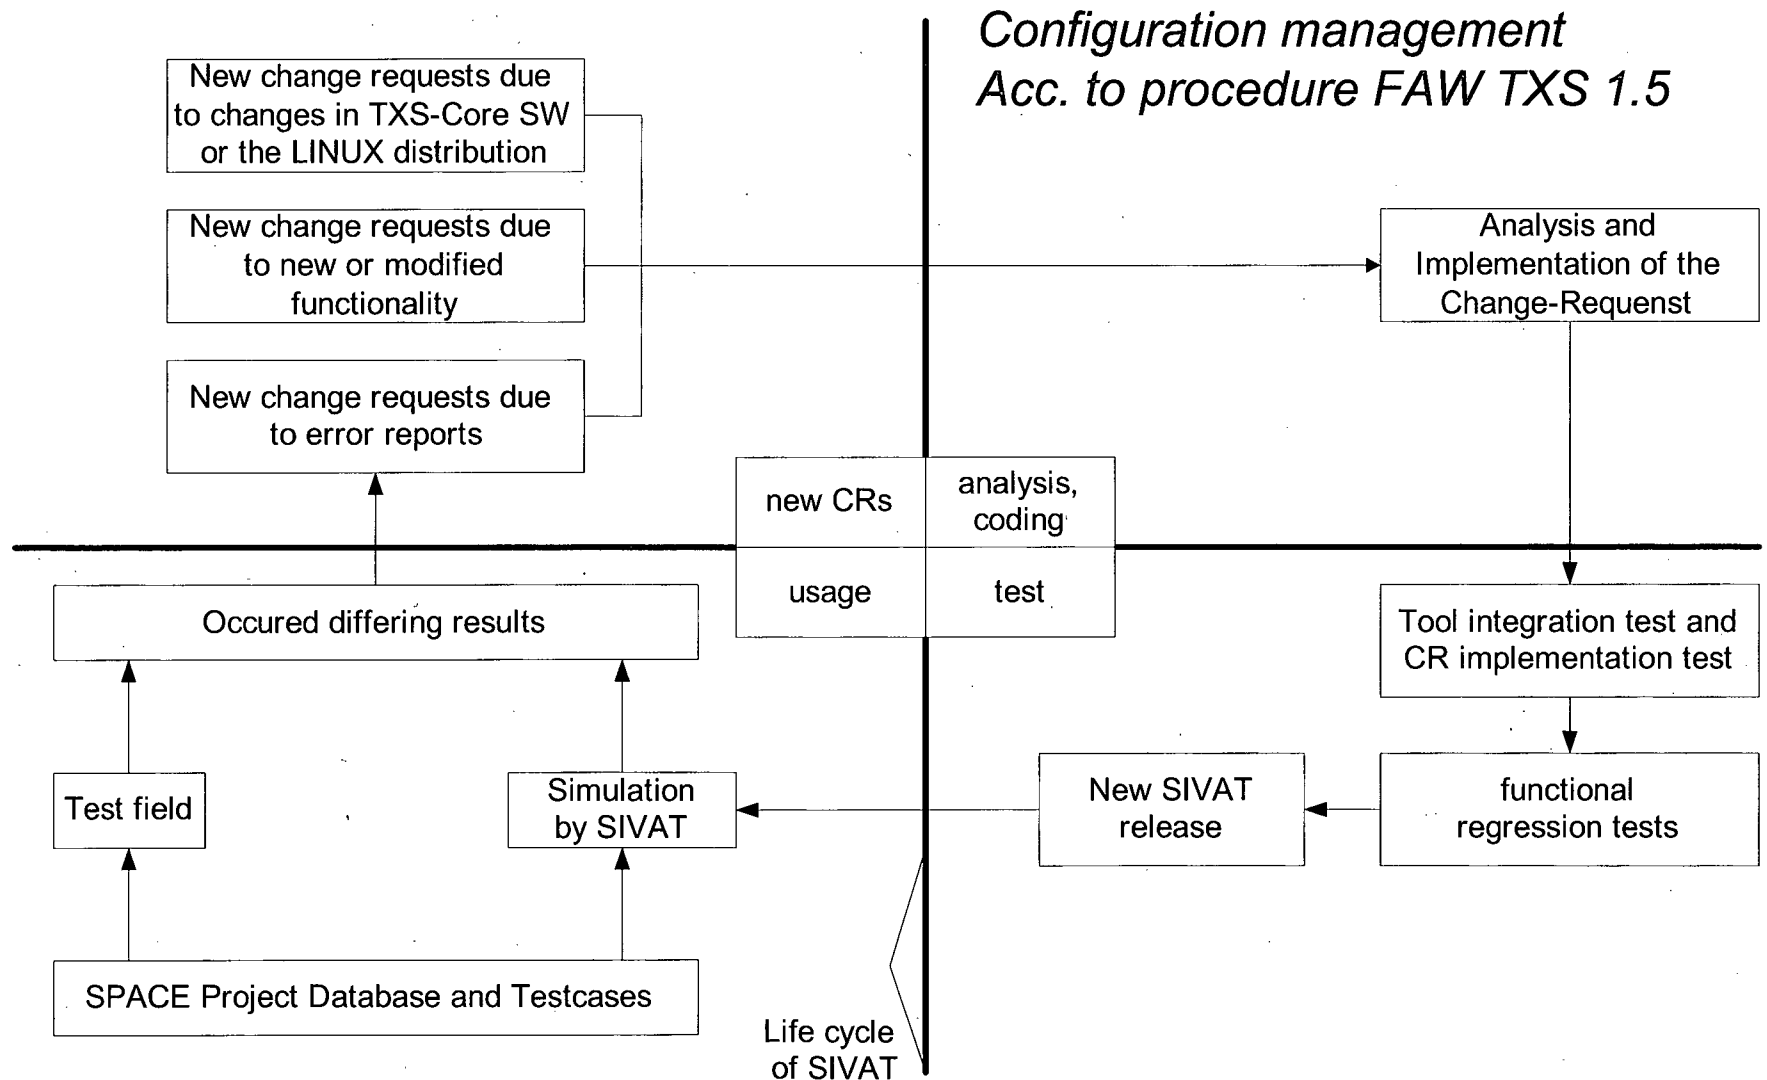 Configuration management
Acc. to procedure FAW TXS 1.5
New change requests due
to changes in TXS-Core SW
or the LINUX distribution
New change requests due
to new or modified
functionality
New change requests due
to error reports
Analysis and
Implementation of the
Change-Requenst
new CRs
analysis,
coding
usage
test
Occured differing results
Tool integration test and
CR implementation test
Test field
Simulation
by SIVAT
New SIVAT
release
functional
regression tests
SPACE Project Database and Testcases
Life cycle
of SIVAT